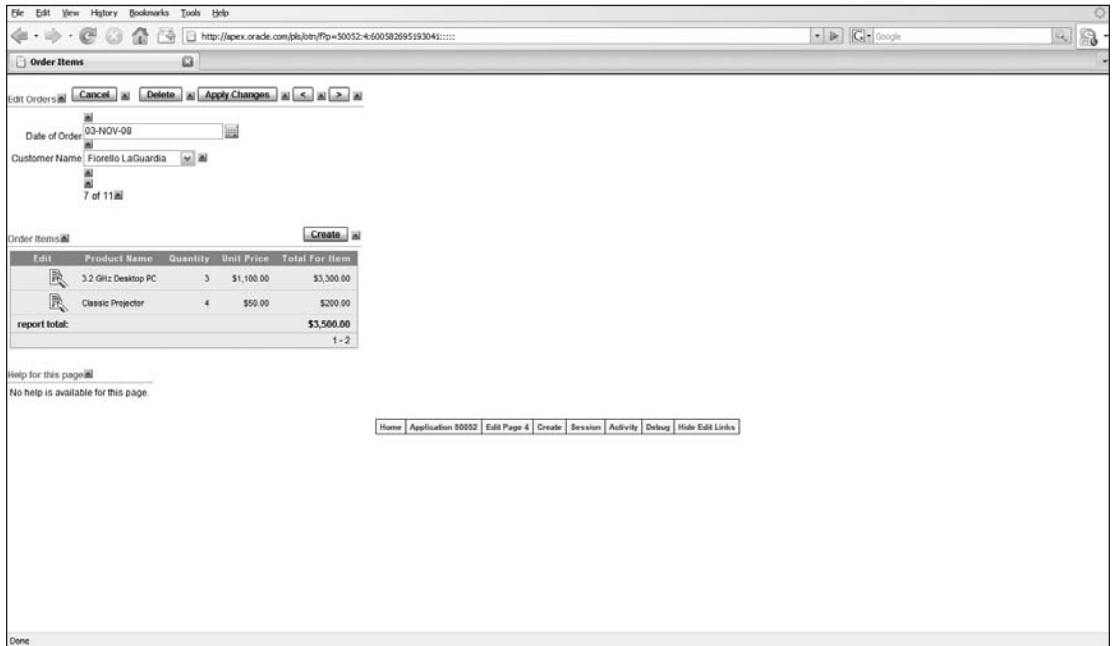 File Edit View History Bookmarks Tools Help
http://apex.oracle.com/pls/otn/f?p=50052:4:600582695193041:::::
Google
Order Items
Edit Orders Cancel Delete Apply Changes < >
Date of Order 03-NOV-08
Customer Name Fiorello LaGuardia
7 of 11
Order Items Create
Edit Product Name Quantity Unit Price Total For Item
3.2 GHz Desktop PC 3 $1,100.00 $3,300.00
Classic Projector 4 $50.00 $200.00
report total: $3,500.00
1 - 2
Help for this page
No help is available for this page.
Home Application 50052 Edit Page 4 Create Session Activity Debug Hide Edit Links
Done